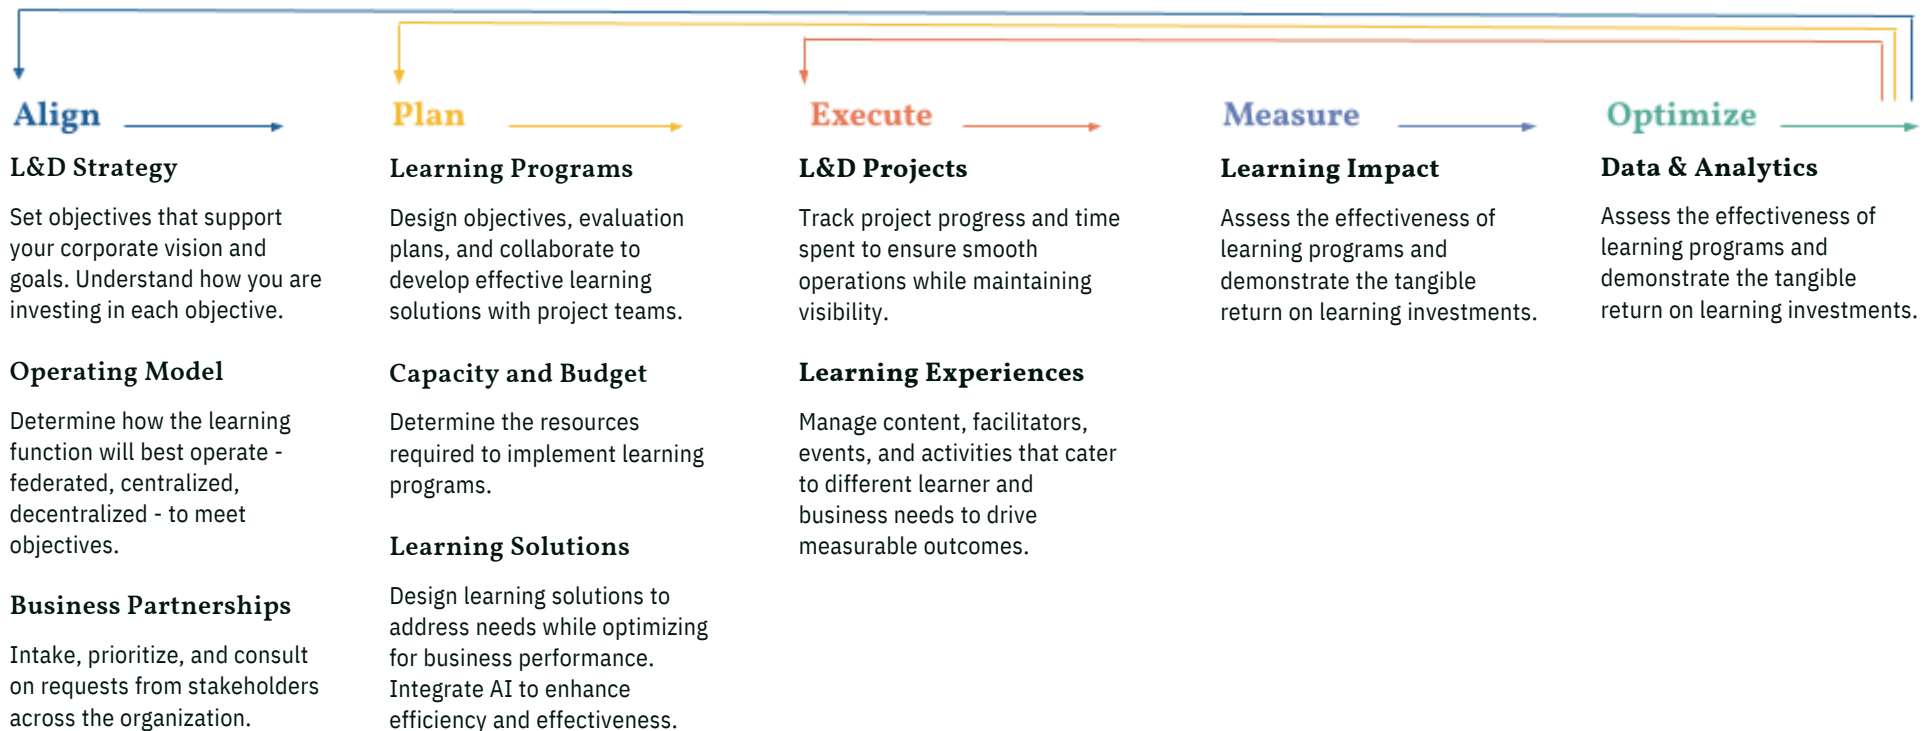 Align
L&D Strategy
Set objectives that support
your corporate vision and
goals. Understand how you are
investing in each objective.
Operating Model
Determine how the learning
function will best operate -
federated, centralized,
decentralized - to meet
objectives.
Business Partnerships
Intake, prioritize, and consult
on requests from stakeholders
across the organization.
Plan
Learning Programs
Design objectives, evaluation
plans, and collaborate to
develop effective learning
solutions with project teams.
Capacity and Budget
Determine the resources
required to implement learning
programs.
Learning Solutions
Design learning solutions to
address needs while optimizing
for business performance.
Integrate AI to enhance
efficiency and effectiveness.
Execute
L&D Projects
Track project progress and time
spent to ensure smooth
operations while maintaining
visibility.
Learning Experiences
Manage content, facilitators,
events, and activities that cater
to different learner and
business needs to drive
measurable outcomes.
Measure
Learning Impact
Assess the effectiveness of
learning programs and
demonstrate the tangible
return on learning investments.
Optimize
Data & Analytics
Assess the effectiveness of
learning programs and
demonstrate the tangible
return on learning investments.